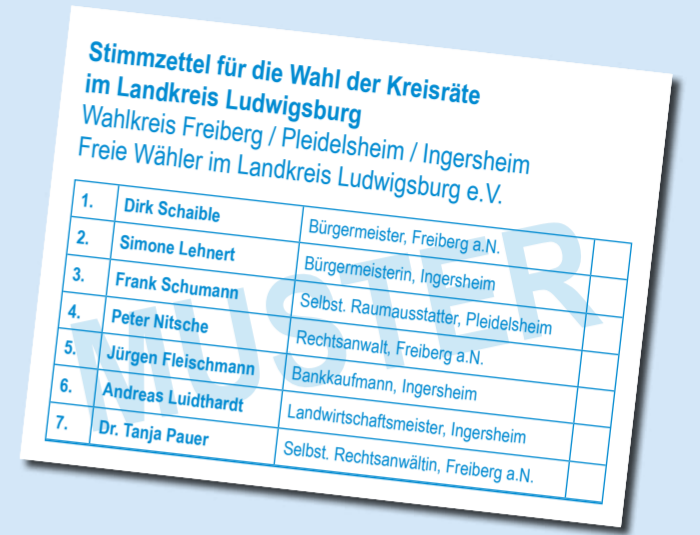 Stimmzettel für die Wahl der Kreisräte
im Landkreis Ludwigsburg
Wahlkreis Freiberg / Pleidelsheim / Ingersheim
Freie Wähler im Landkreis Ludwigsburg e.V.
1. Dirk Schaible Bürgermeister, Freiberg a.N.
2. Simone Lehnert Bürgermeisterin, Ingersheim
3. Frank Schumann Selbst. Raumausstatter, Pleidelsheim
4. Peter Nitsche Rechtsanwalt, Freiberg a.N.
5. Jürgen Fleischmann Bankkaufmann, Ingersheim
6. Andreas Luidthardt Landwirtschaftsmeister, Ingersheim
7. Dr. Tanja Pauer Selbst. Rechtsanwältin, Freiberg a.N.
MUSTER